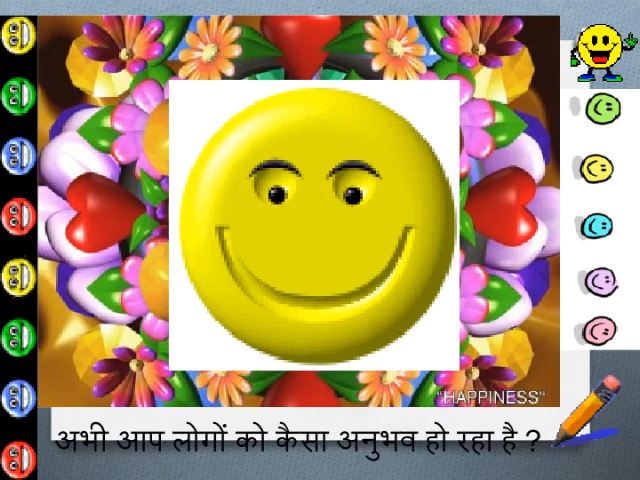 “HAPPINESS“
अभी आप लोगों को कैसा अनुभव हो रहा है ?